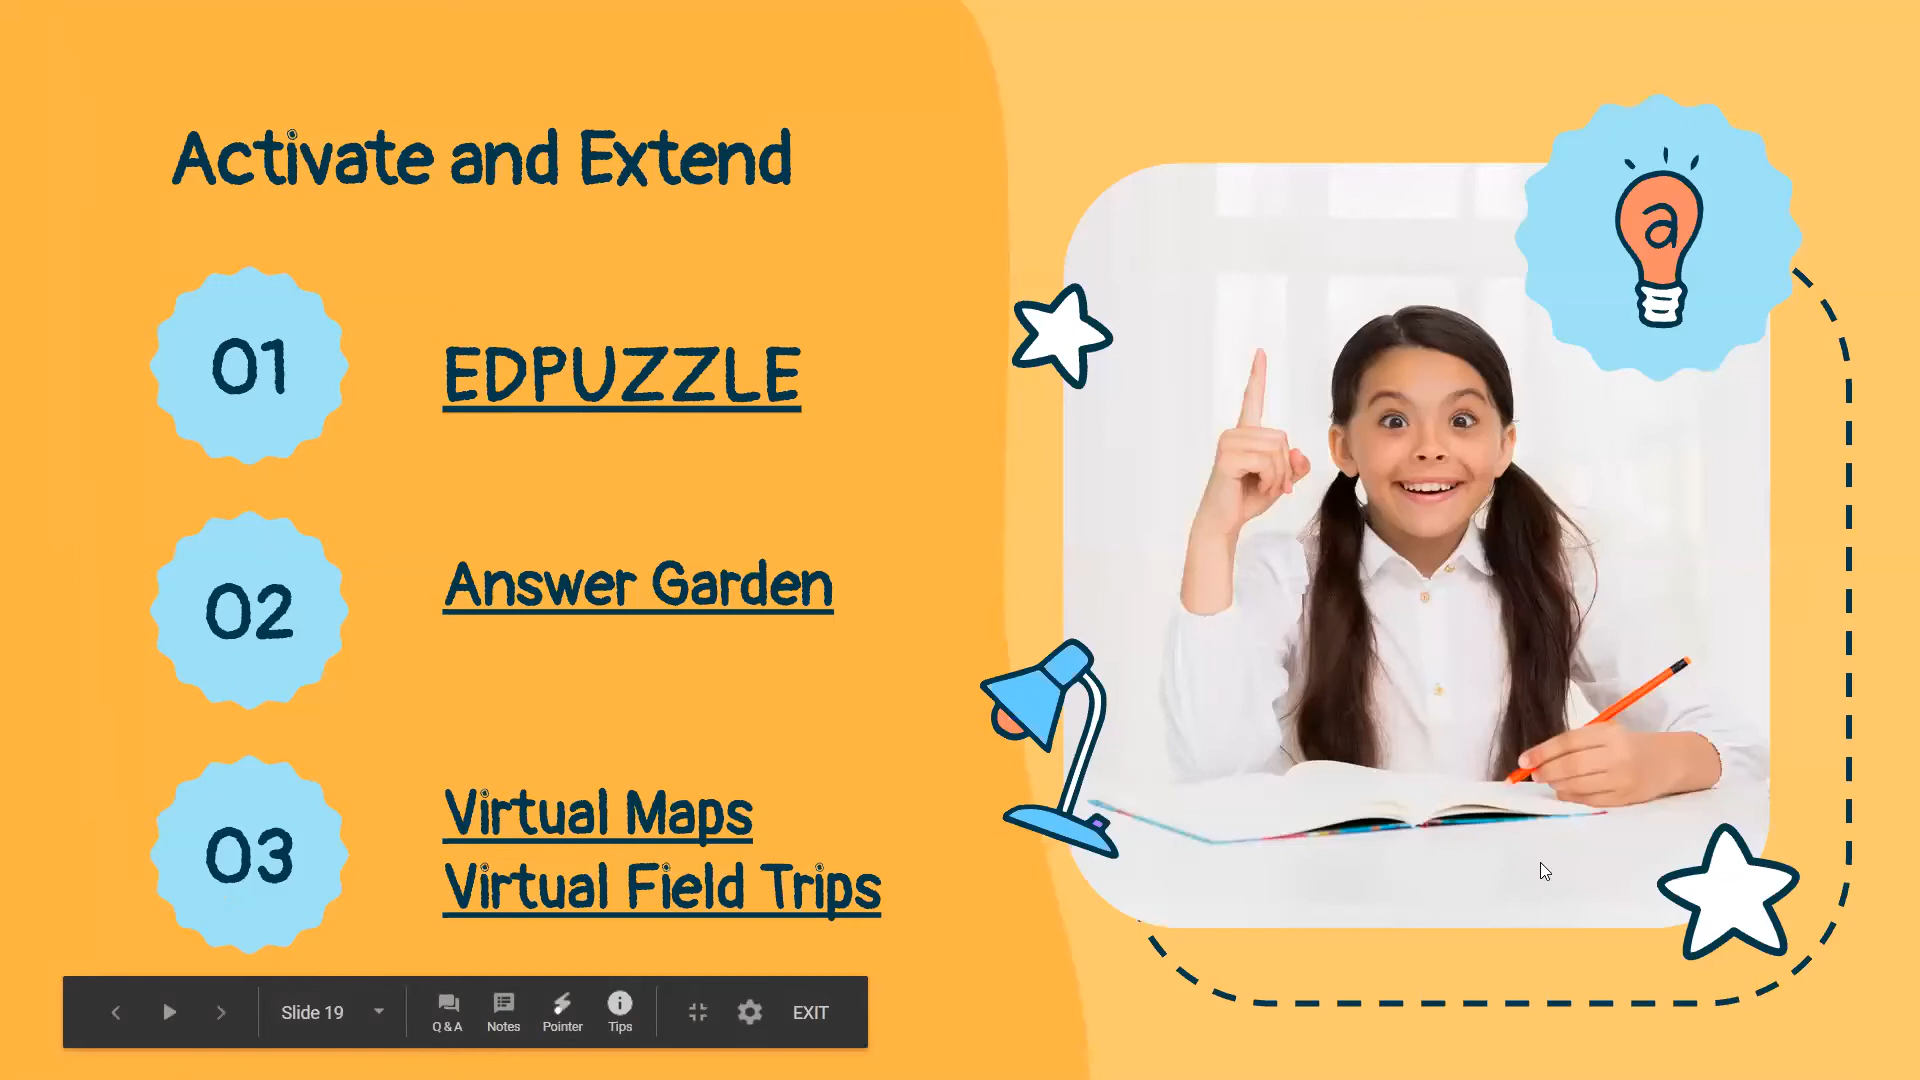 Activate and Extend
a
01
EDPUZZLE
02
Answer Garden
03
Virtual Maps
Virtual Field Trips
Slide 19
Q & A
Notes
Pointer
Tips
EXIT